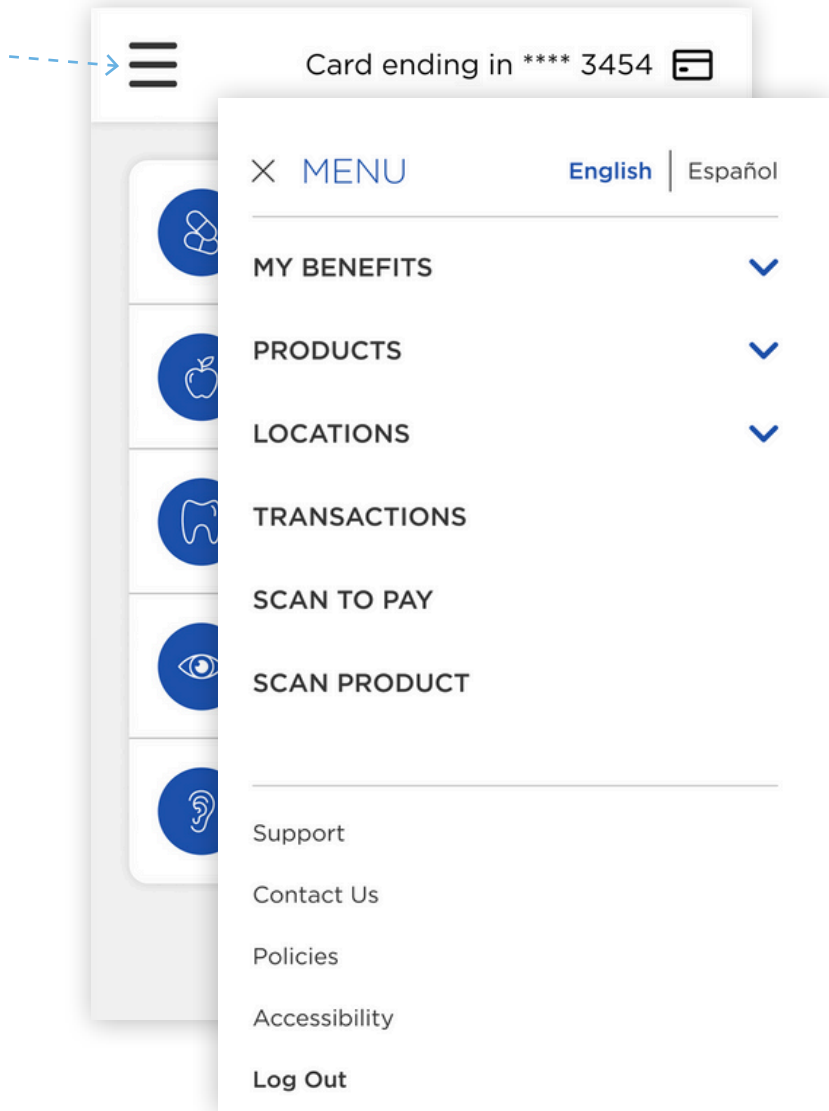 Card ending in **** 3454
MENU
English | Español
MY BENEFITS
PRODUCTS
LOCATIONS
TRANSACTIONS
SCAN TO PAY
SCAN PRODUCT
Support
Contact Us
Policies
Accessibility
Log Out